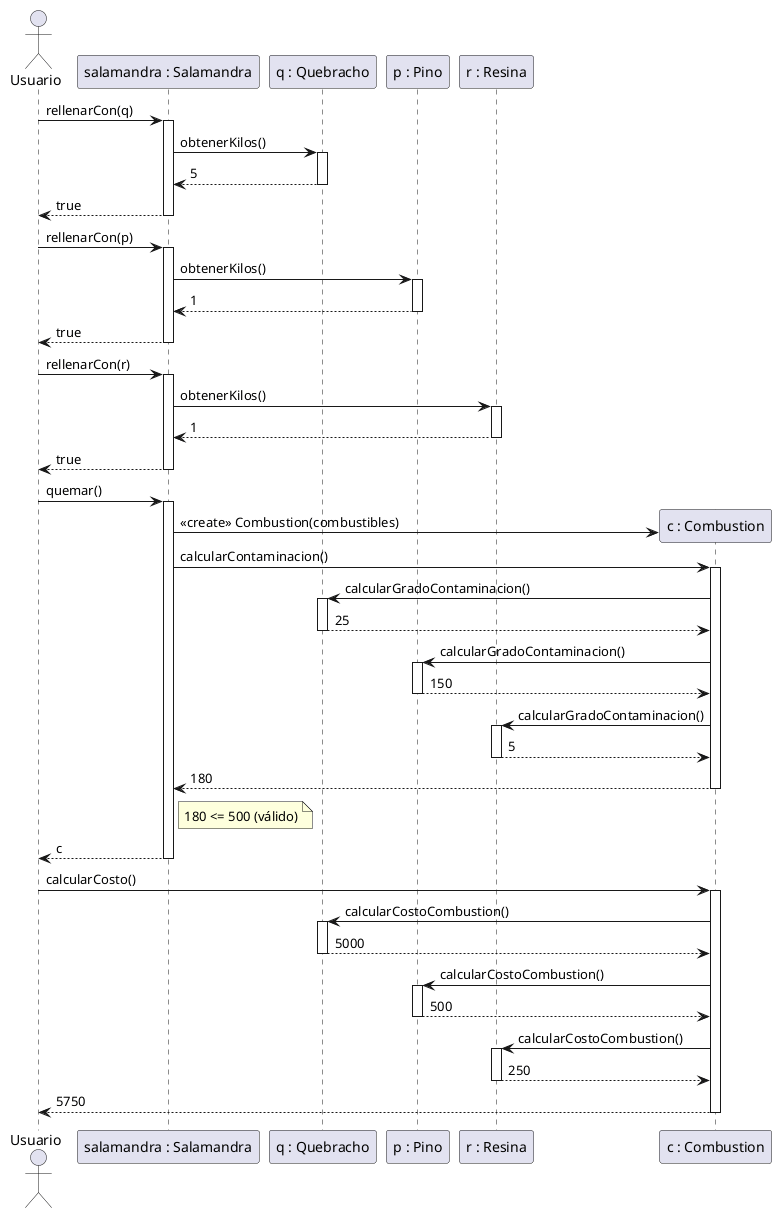 Usuario
salamandra : Salamandra
q : Quebracho
p : Pino
r : Resina
rellenarCon(q)
obtenerKilos()
5
true
rellenarCon(p)
obtenerKilos()
1
true
rellenarCon(r)
obtenerKilos()
1
true
quemar()
c : Combustion
«create» Combustion(combustibles)
calcularContaminacion()
calcularGradoContaminacion()
25
calcularGradoContaminacion()
150
calcularGradoContaminacion()
5
180
180 <= 500 (válido)
c
calcularCosto()
calcularCostoCombustion()
5000
calcularCostoCombustion()
500
calcularCostoCombustion()
250
5750
Usuario
salamandra : Salamandra
q : Quebracho
p : Pino
r : Resina
c : Combustion